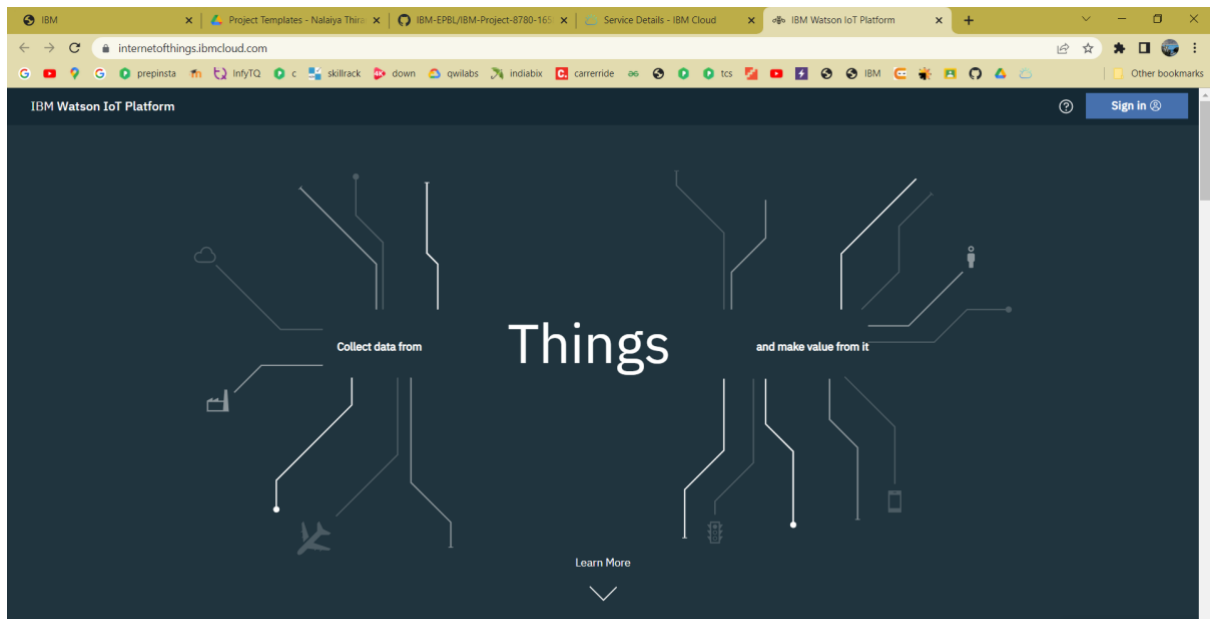 IBM
Project Templates - Nalaiya Thira
IBM-EPBL/IBM-Project-8780-165
Service Details - IBM Cloud
IBM Watson IoT Platform
internetofthings.ibmcloud.com
prepinsta InfyTQ c skillrack down qwilabs indiabix carrerride tcs IBM Other bookmarks
IBM Watson IoT Platform
Sign in
Collect data from
Things
and make value from it
Learn More